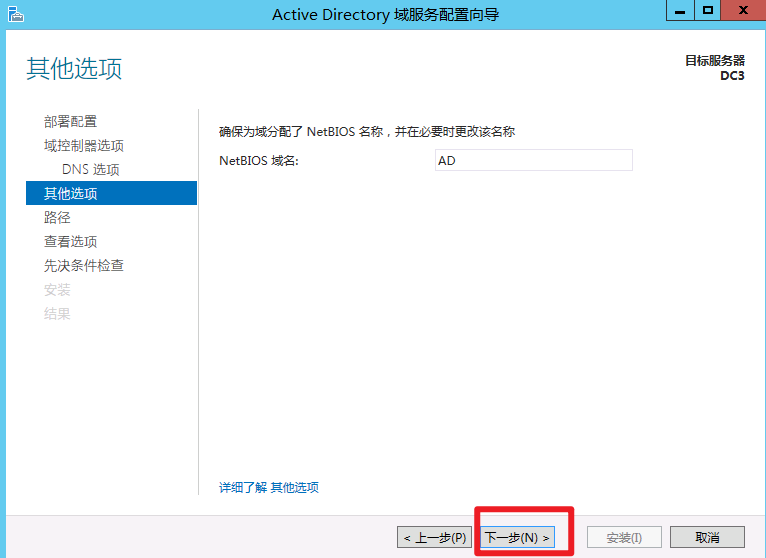 Active Directory 域服务配置向导
其他选项
目标服务器
DC3
部署配置
域控制器选项
DNS 选项
其他选项
路径
查看选项
先决条件检查
安装
结果
确保为域分配了 NetBIOS 名称，并在必要时更改该名称
NetBIOS 域名: AD
详细了解 其他选项
< 上一步(P) 下一步(N) > 安装(I) 取消